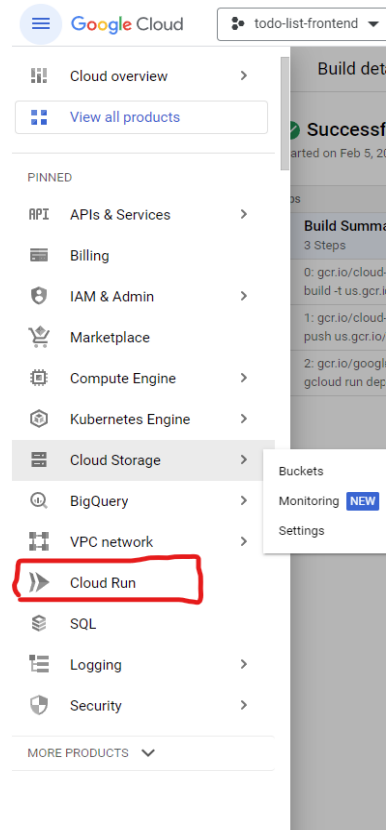 Google Cloud
todo-list-frontend
Cloud overview
View all products
PINNED
API APIs & Services
Billing
IAM & Admin
Marketplace
Compute Engine
Kubernetes Engine
Cloud Storage
BigQuery
VPC network
Cloud Run
SQL
Logging
Security
MORE PRODUCTS
Buckets
Monitoring NEW
Settings
Build deta
Successf
arted on Feb 5, 20
ps
Build Summa
3 Steps
0: gcr.io/cloud-
build -t us.gcr.i
1: gcr.io/cloud-
push us.gcr.io/
2: gcr.io/googl
gcloud run dep